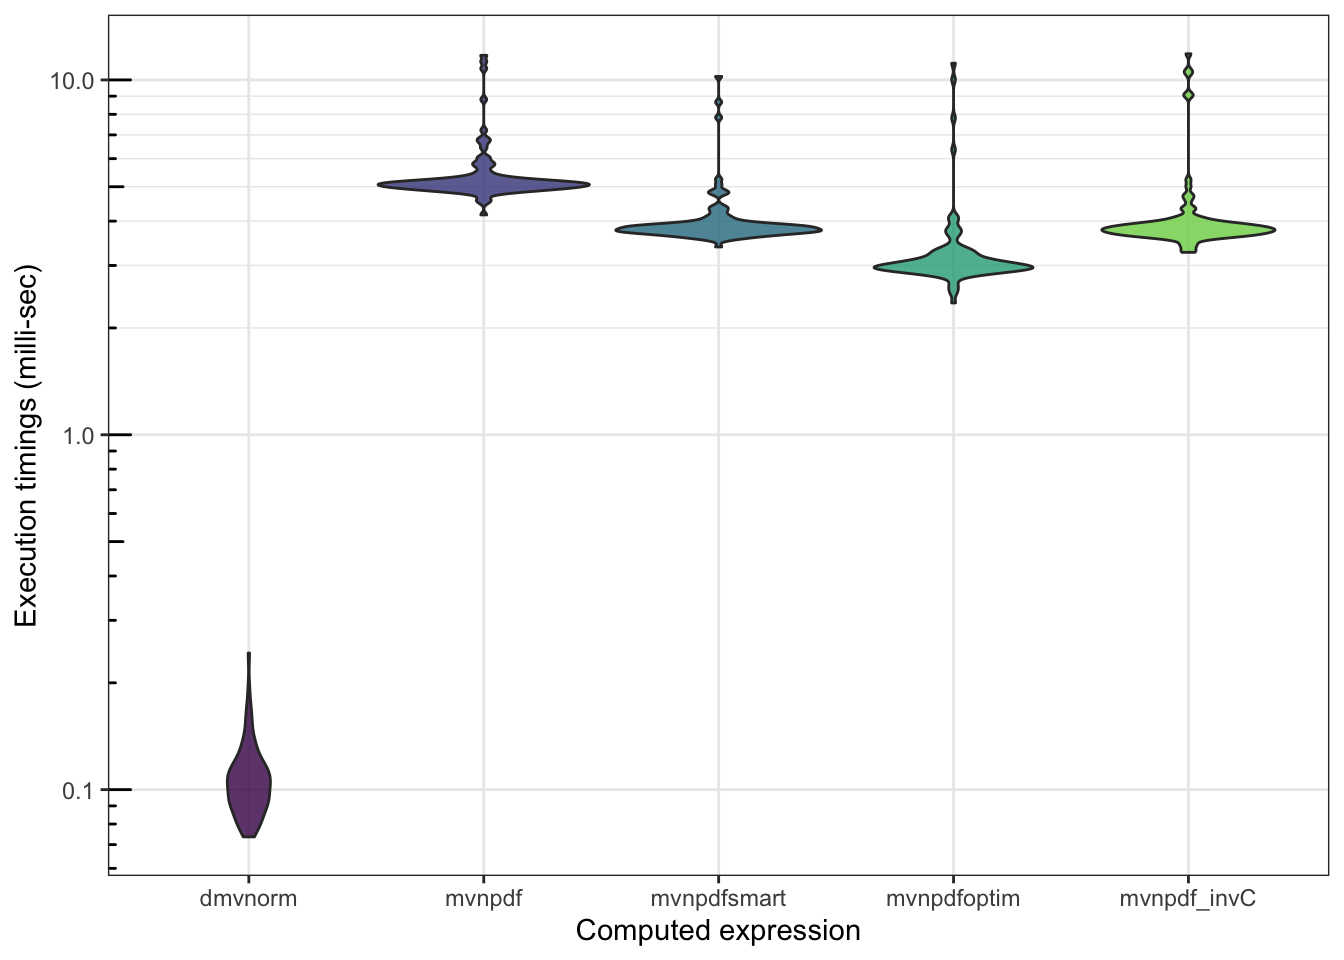 10.0
1.0
0.1
Execution timings (milli-sec)
dmvnorm
mvnpdf
mvnpdfsmart
mvnpdfoptim
mvnpdf_invC
Computed expression